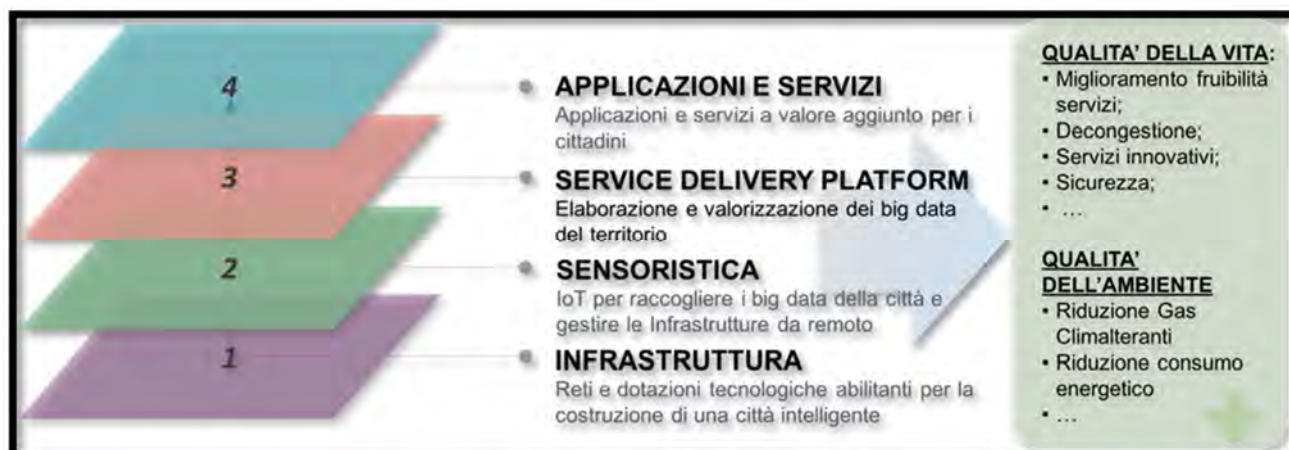 4
APPLICAZIONI E SERVIZI
Applicazioni e servizi a valore aggiunto per i
cittadini
3
SERVICE DELIVERY PLATFORM
Elaborazione e valorizzazione dei big data
del territorio
2
SENSORISTICA
IoT per raccogliere i big data della città e
gestire le Infrastrutture da remoto
1
INFRASTRUTTURA
Reti e dotazioni tecnologiche abilitanti per la
costruzione di una città intelligente
QUALITA’ DELLA VITA:
• Miglioramento fruibilità
servizi;
• Decongestione;
• Servizi innovativi;
• Sicurezza;
• …
QUALITA’
DELL’AMBIENTE
• Riduzione Gas
Climalteranti
• Riduzione consumo
energetico
• …